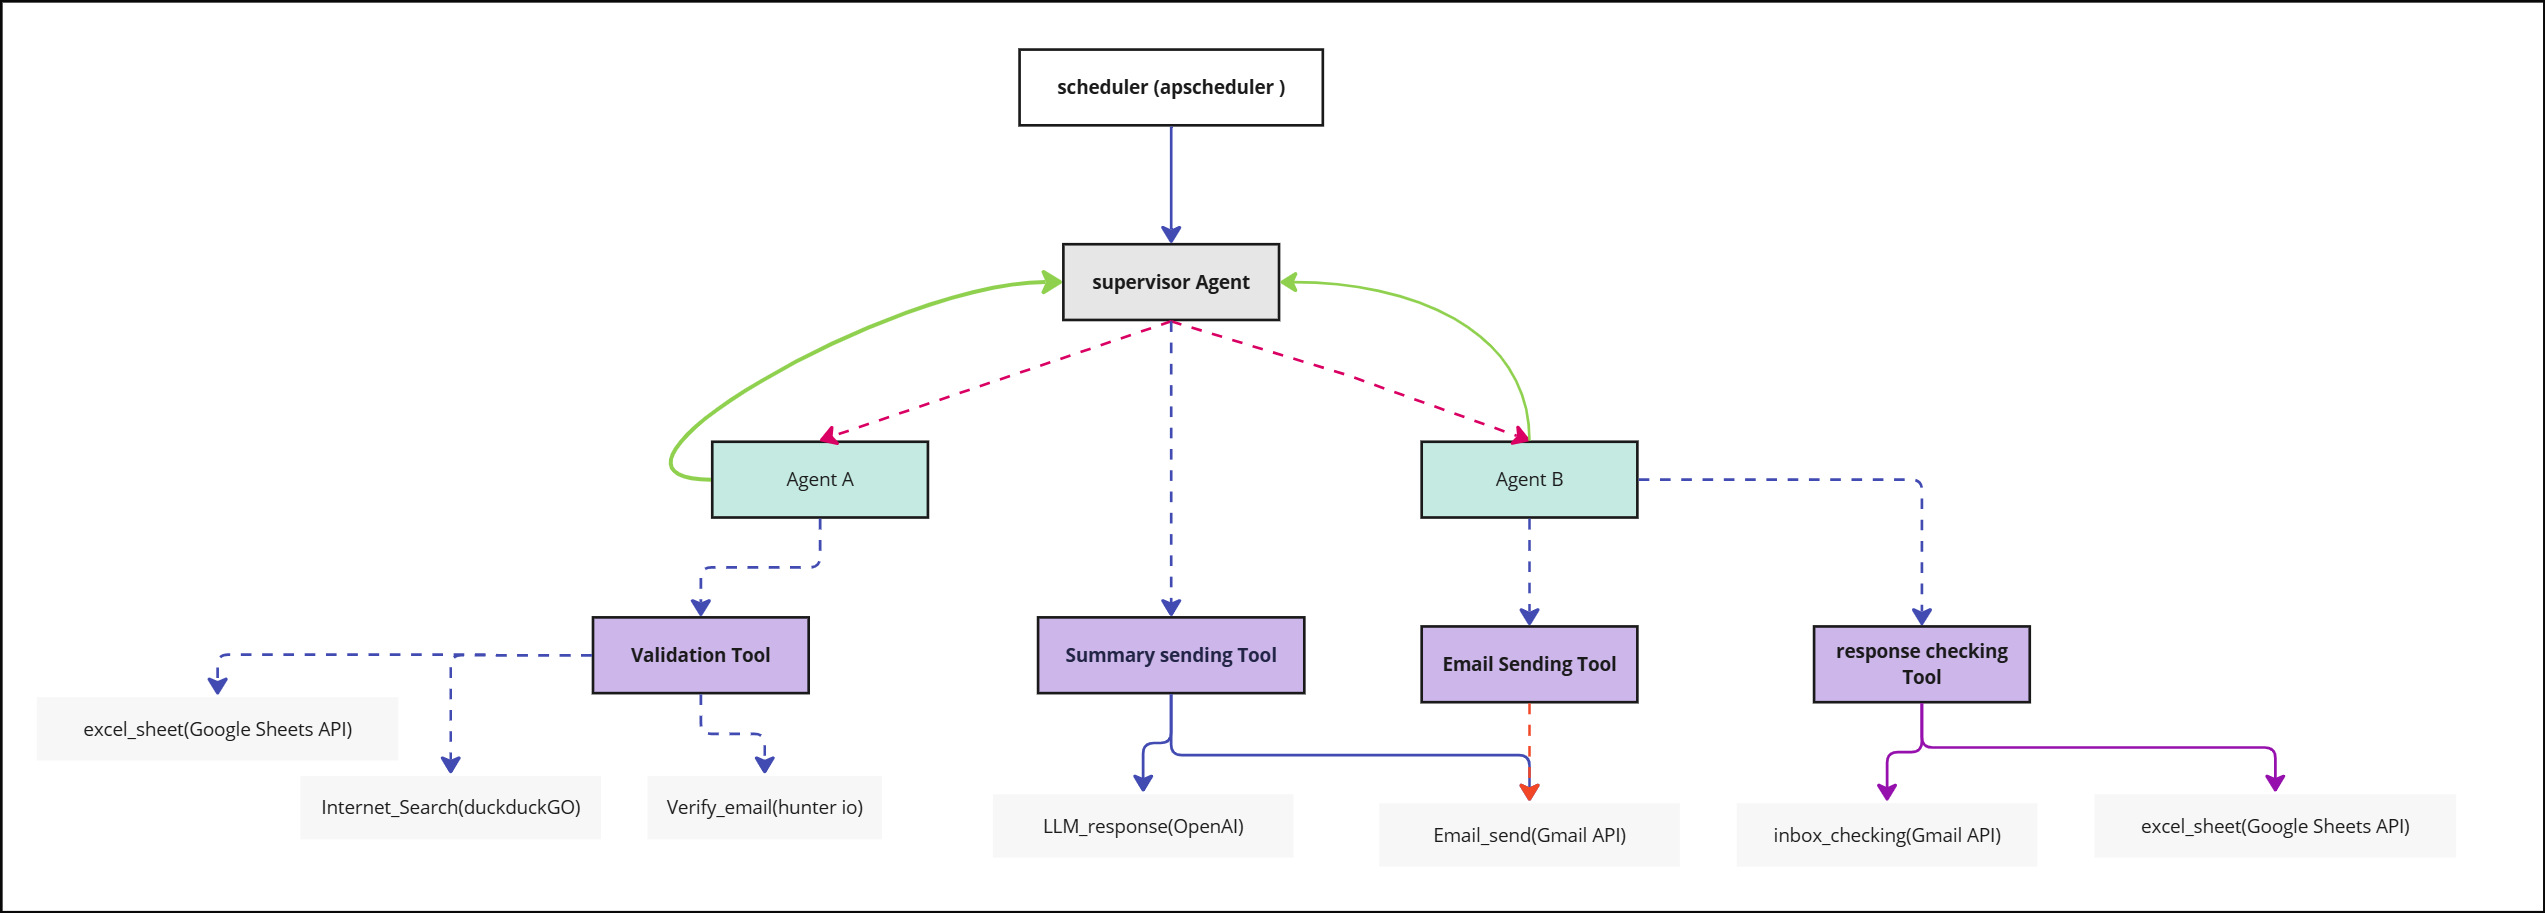 scheduler (apscheduler )
supervisor Agent
Agent A
Agent B
Validation Tool
Summary sending Tool
Email Sending Tool
response checking
Tool
excel_sheet(Google Sheets API)
Internet_Search(duckduckGO)
Verify_email(hunter io)
LLM_response(OpenAI)
Email_send(Gmail API)
inbox_checking(Gmail API)
excel_sheet(Google Sheets API)